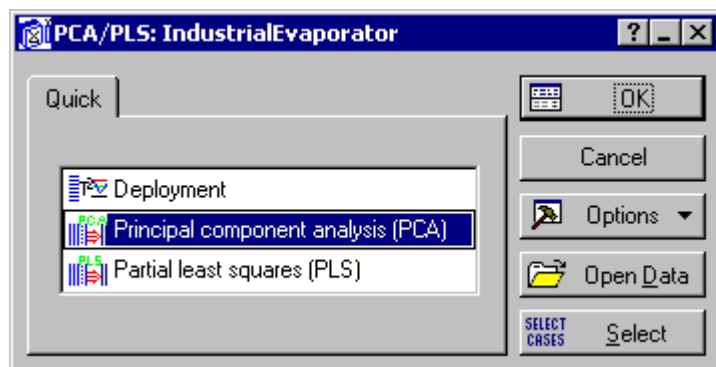 PCA/PLS: IndustrialEvaporator
Quick
OK
Cancel
T² Deployment
PCA Principal component analysis (PCA)
PLS Partial least squares (PLS)
Options
Open Data
SELECT
CASES
Select